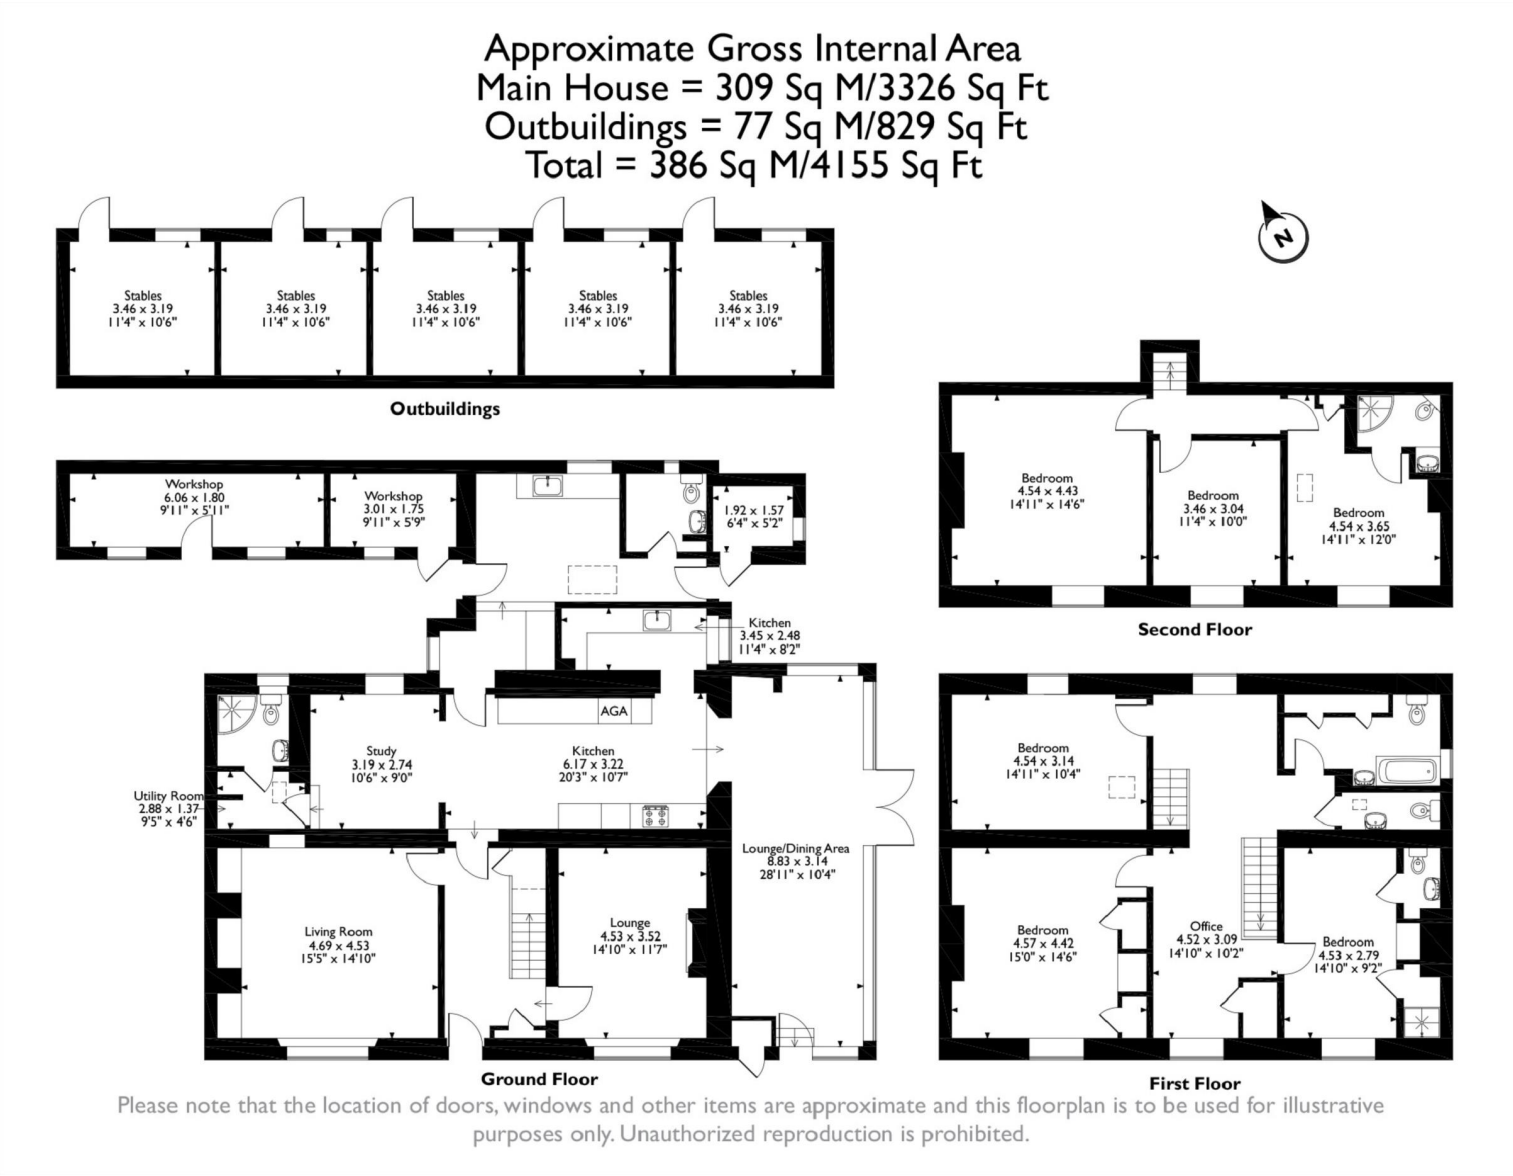 Approximate Gross Internal Area
Main House = 309 Sq M/3326 Sq Ft
Outbuildings = 77 Sq M/829 Sq Ft
Total = 386 Sq M/4155 Sq Ft
N
Stables
3.46 x 3.19
11'4" x 10'6"
Stables
3.46 x 3.19
11'4" x 10'6"
Stables
3.46 x 3.19
11'4" x 10'6"
Stables
3.46 x 3.19
11'4" x 10'6"
Stables
3.46 x 3.19
11'4" x 10'6"
Outbuildings
Workshop
6.06 x 1.80
9'11" x 5'11"
Workshop
3.01 x 1.75
9'11" x 5'9"
1.92 x 1.57
6'4" x 5'2"
Kitchen
3.45 x 2.48
11'4" x 8'2"
AGA
Study
3.19 x 2.74
10'6" x 9'0"
Kitchen
6.17 x 3.22
20'3" x 10'7"
Utility Room
2.88 x 1.37
9'5" x 4'6"
Lounge/Dining Area
8.83 x 3.14
28'11" x 10'4"
Living Room
4.69 x 4.53
15'5" x 14'10"
Lounge
4.53 x 3.52
14'10" x 11'7"
Ground Floor
Bedroom
4.54 x 4.43
14'11" x 14'6"
Bedroom
3.46 x 3.04
11'4" x 10'0"
Bedroom
4.54 x 3.65
14'11" x 12'0"
Second Floor
Bedroom
4.54 x 3.14
14'11" x 10'4"
Bedroom
4.57 x 4.42
15'0" x 14'6"
Office
4.52 x 3.09
14'10" x 10'2"
Bedroom
4.53 x 2.79
14'10" x 9'2"
First Floor
Please note that the location of doors, windows and other items are approximate and this floorplan is to be used for illustrative
purposes only. Unauthorized reproduction is prohibited.